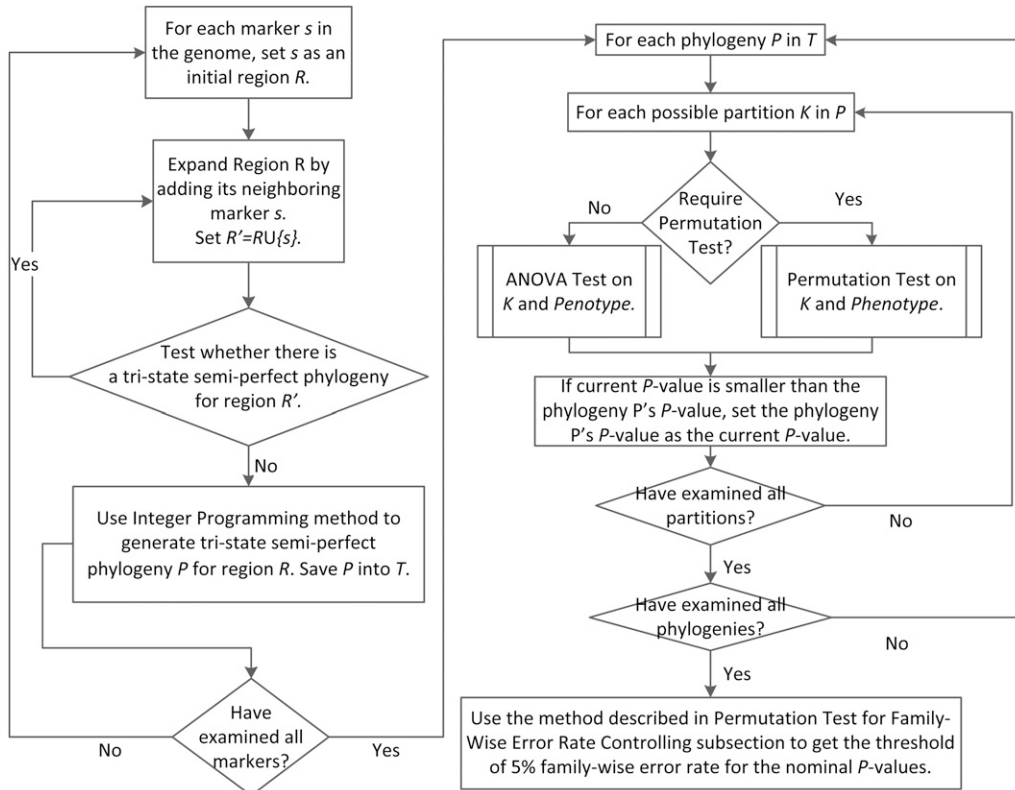 For each marker s in
the genome, set s as an
initial region R.
Expand Region R by
adding its neighboring
marker s.
Set R’=RU{s}.
Yes
Test whether there is
a tri-state semi-perfect phylogeny
for region R’.
No
Use Integer Programming method to
generate tri-state semi-perfect
phylogeny P for region R. Save P into T.
Have
examined all
markers?
No
Yes
For each phylogeny P in T
For each possible partition K in P
Require
Permutation
Test?
No
Yes
ANOVA Test on
K and Penotype.
Permutation Test on
K and Phenotype.
If current P-value is smaller than the
phylogeny P’s P-value, set the phylogeny
P’s P-value as the current P-value.
Have examined all
partitions?
No
Yes
Have examined all
phylogenies?
No
Yes
Use the method described in Permutation Test for Family-
Wise Error Rate Controlling subsection to get the threshold
of 5% family-wise error rate for the nominal P-values.